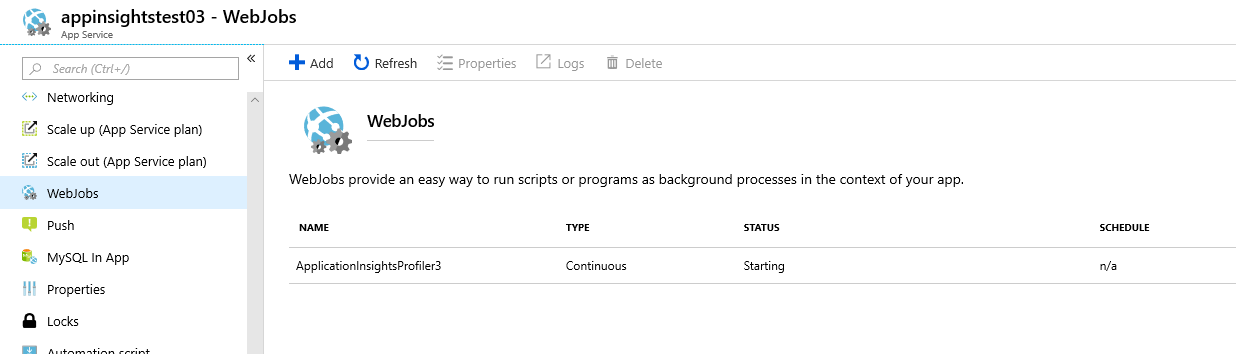 appinsightstest03 - WebJobs
App Service
Search (Ctrl+/)
«
Networking
Scale up (App Service plan)
Scale out (App Service plan)
WebJobs
Push
MySQL In App
Properties
Locks
Automation script
Add Refresh Properties Logs Delete
WebJobs
WebJobs provide an easy way to run scripts or programs as background processes in the context of your app.
NAME TYPE STATUS SCHEDULE
ApplicationInsightsProfiler3 Continuous Starting n/a